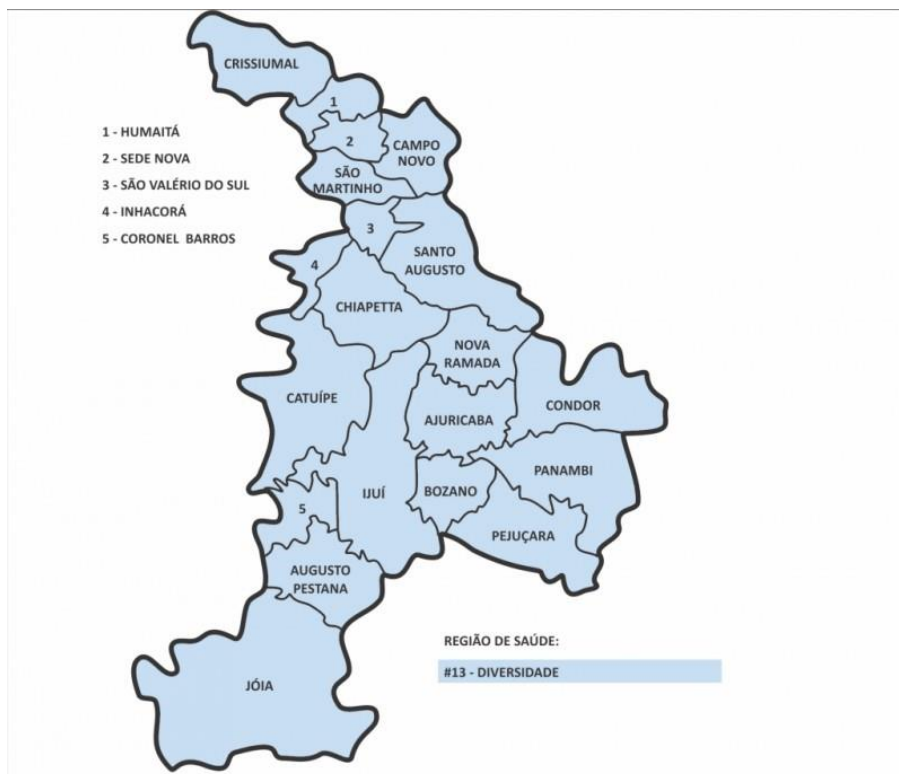 CRISSIUMAL
1
1 - HUMAITÁ
2 - SEDE NOVA
3 - SÃO VALÉRIO DO SUL
4 - INHACORÁ
5 - CORONEL BARROS
2
CAMPO
NOVO
SÃO
MARTINHO
3
SANTO
AUGUSTO
4
CHIAPETTA
NOVA
RAMADA
CATUÍPE
AJURICABA
CONDOR
IJUÍ
BOZANO
PANAMBI
5
PEJUÇARA
AUGUSTO
PESTANA
JÓIA
REGIÃO DE SAÚDE:
#13 - DIVERSIDADE